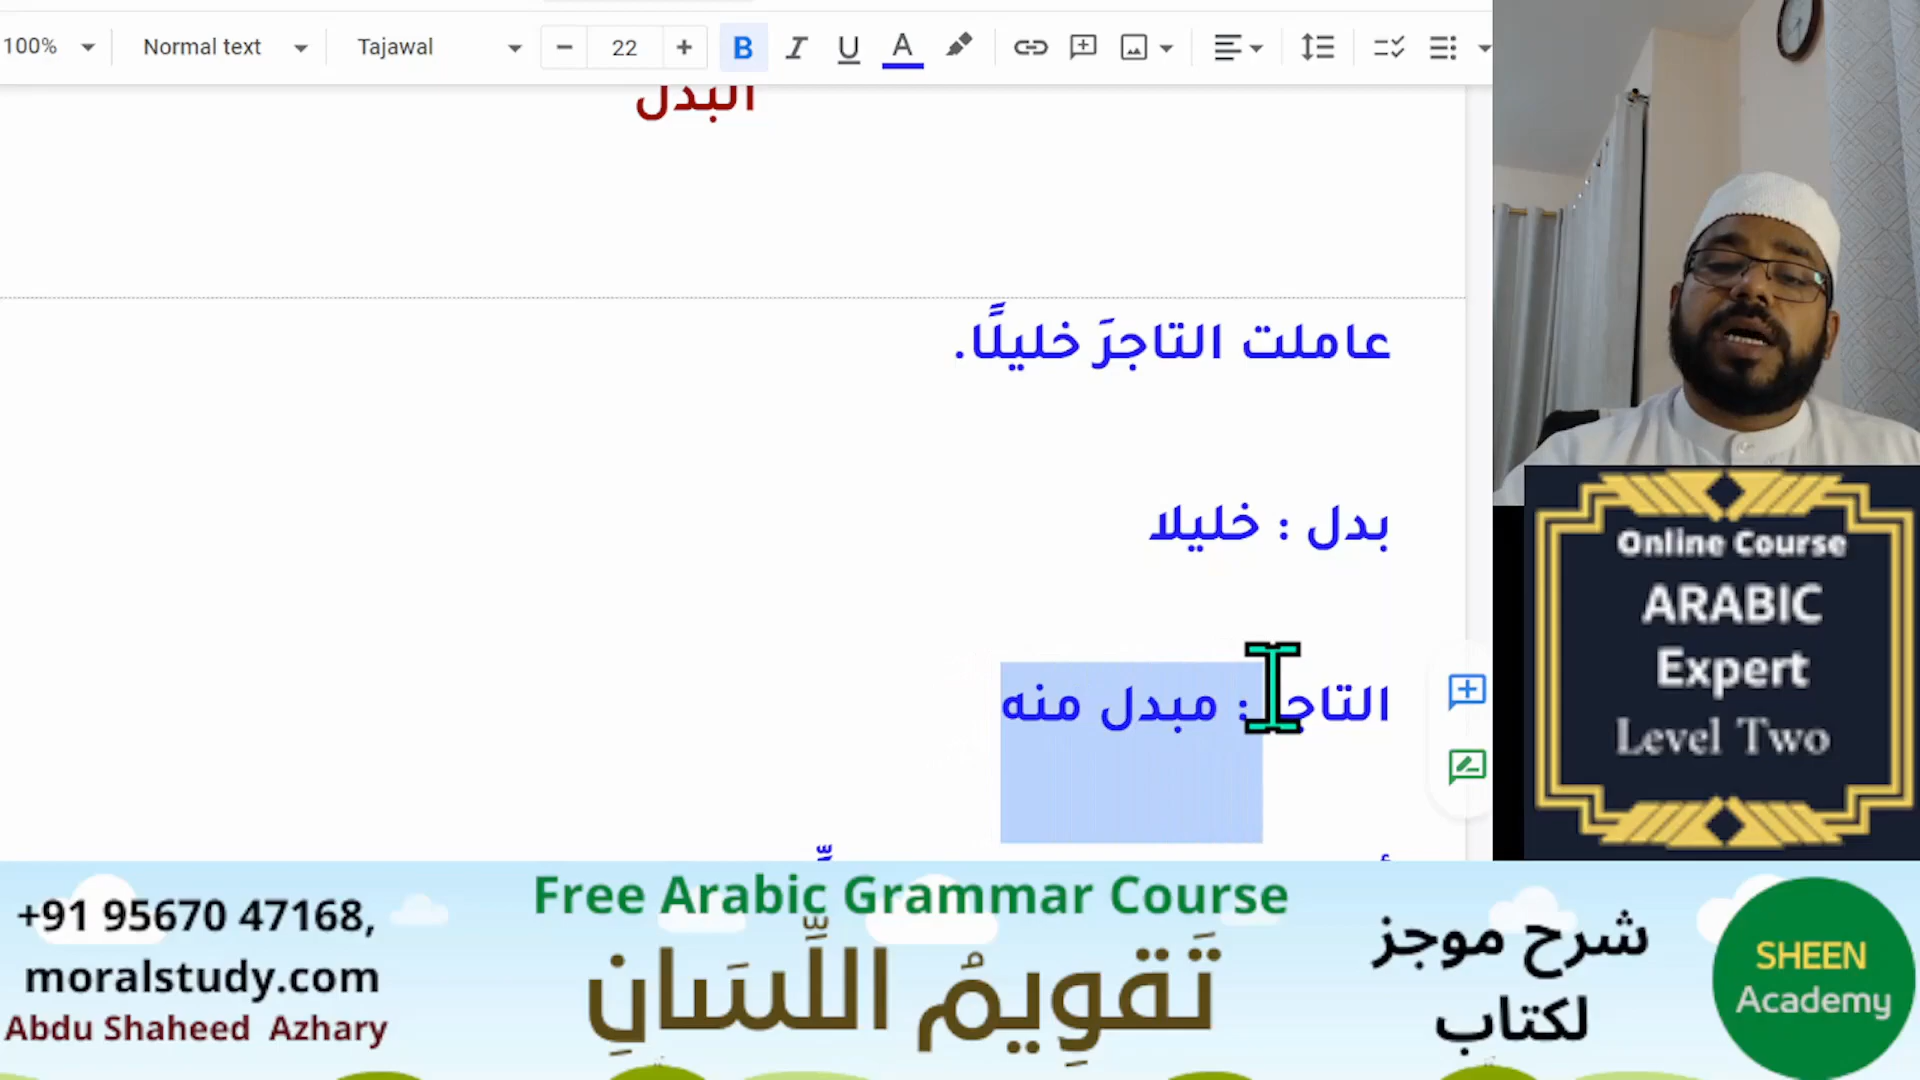 100% Normal text Tajawal 22 B I U A
البدل
عاملت التاجرَ خليلًا.
بدل : خليلا
التاجر: مبدل منه
Online Course
ARABIC
Expert
Level Two
+91 95670 47168,
moralstudy.com
Abdu Shaheed Azhary
Free Arabic Grammar Course
تَقوِيمُ اللِّسَانِ
شرح موجز
لكتاب
SHEEN
Academy